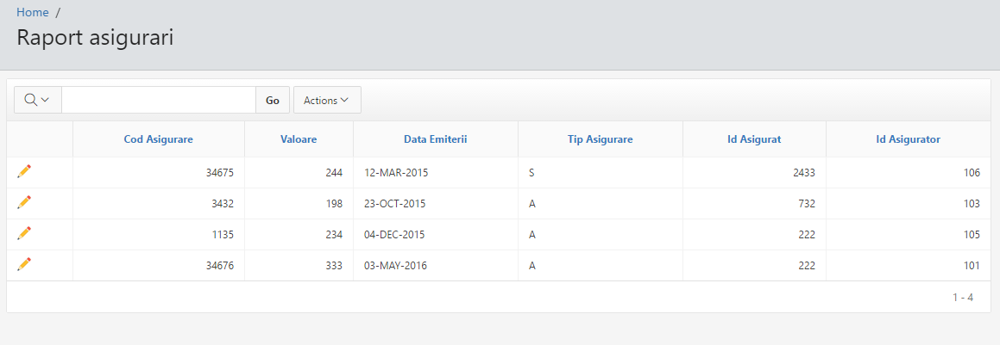 Home /
Raport asigurari
Go Actions
Cod Asigurare Valoare Data Emiterii Tip Asigurare Id Asigurat Id Asigurator
34675 244 12-MAR-2015 S 2433 106
3432 198 23-OCT-2015 A 732 103
1135 234 04-DEC-2015 A 222 105
34676 333 03-MAY-2016 A 222 101
1 - 4